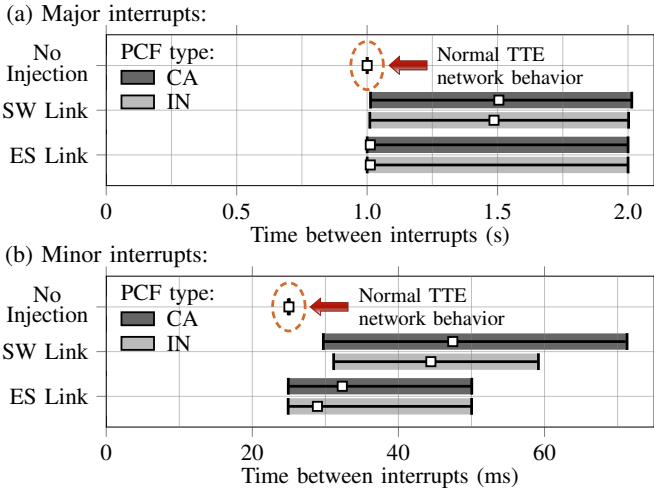 (a) Major interrupts:
No
Injection
PCF type:
CA
IN
Normal TTE
network behavior
SW Link
ES Link
0 0.5 1.0 1.5 2.0
Time between interrupts (s)
(b) Minor interrupts:
No
Injection
PCF type:
CA
IN
Normal TTE
network behavior
SW Link
ES Link
0 20 40 60
Time between interrupts (ms)